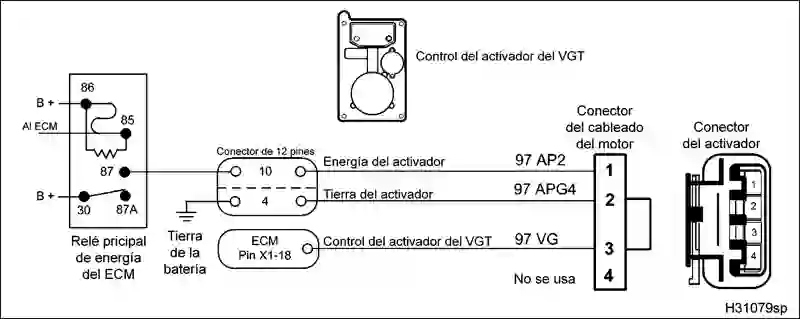 Control del activador del VGT
86
B +
Al ECM
85
87
B +
30
87A
Relé pricipal
de energía
del ECM
Conector de 12 pines
10
4
Tierra
de la
batería
ECM
Pin X1-18
Energía del activador
97 AP2
Tierra del activador
97 APG4
Control del activador del VGT
97 VG
No se usa
Conector
del cableado
del motor
1
2
3
4
Conector
del activador
1
2
3
4
H31079sp